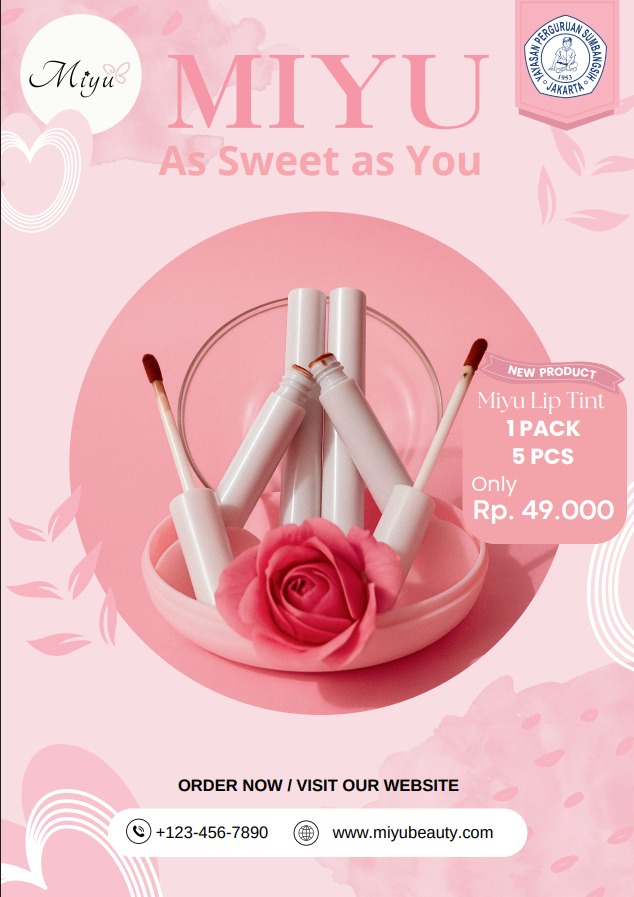 Miyu
MIYU
As Sweet as You
YAYASAN PERGURUAN SUMBANGSIH
1953
JAKARTA
NEW PRODUCT
Miyu Lip Tint
1 PACK
5 PCS
Only
Rp. 49.000
ORDER NOW / VISIT OUR WEBSITE
+123-456-7890 www.miyubeauty.com